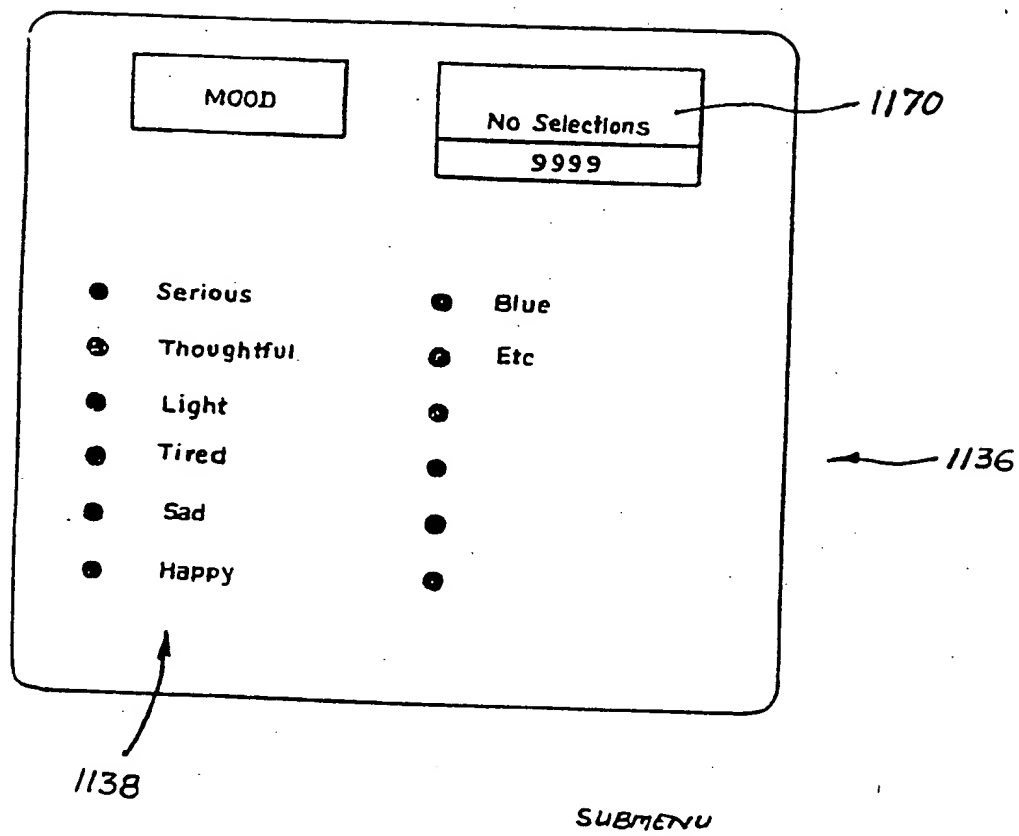 MOOD
No Selections
9999
1170
Serious
Thoughtful
Light
Tired
Sad
Happy
Blue
Etc
1136
1138
SUBMENU